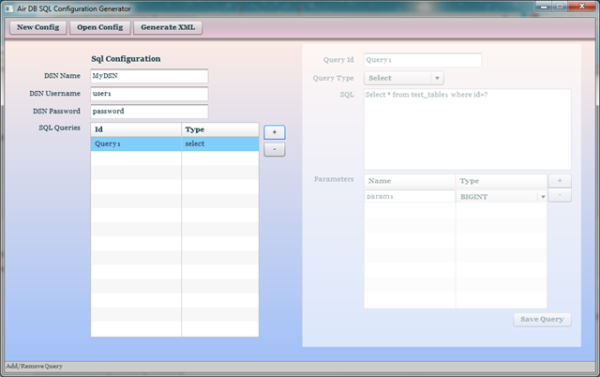 Air DB SQL Configuration Generator
New Config Open Config Generate XML
Sql Configuration
DSN Name MyDSN
DSN Username user1
DSN Password password
SQL Queries Id Type
Query1 select
+
-
Query Id Query1
Query Type Select
SQL Select * from test_table1 where id=?
Parameters Name Type
param1 BIGINT
+
-
Save Query
Add/Remove Query